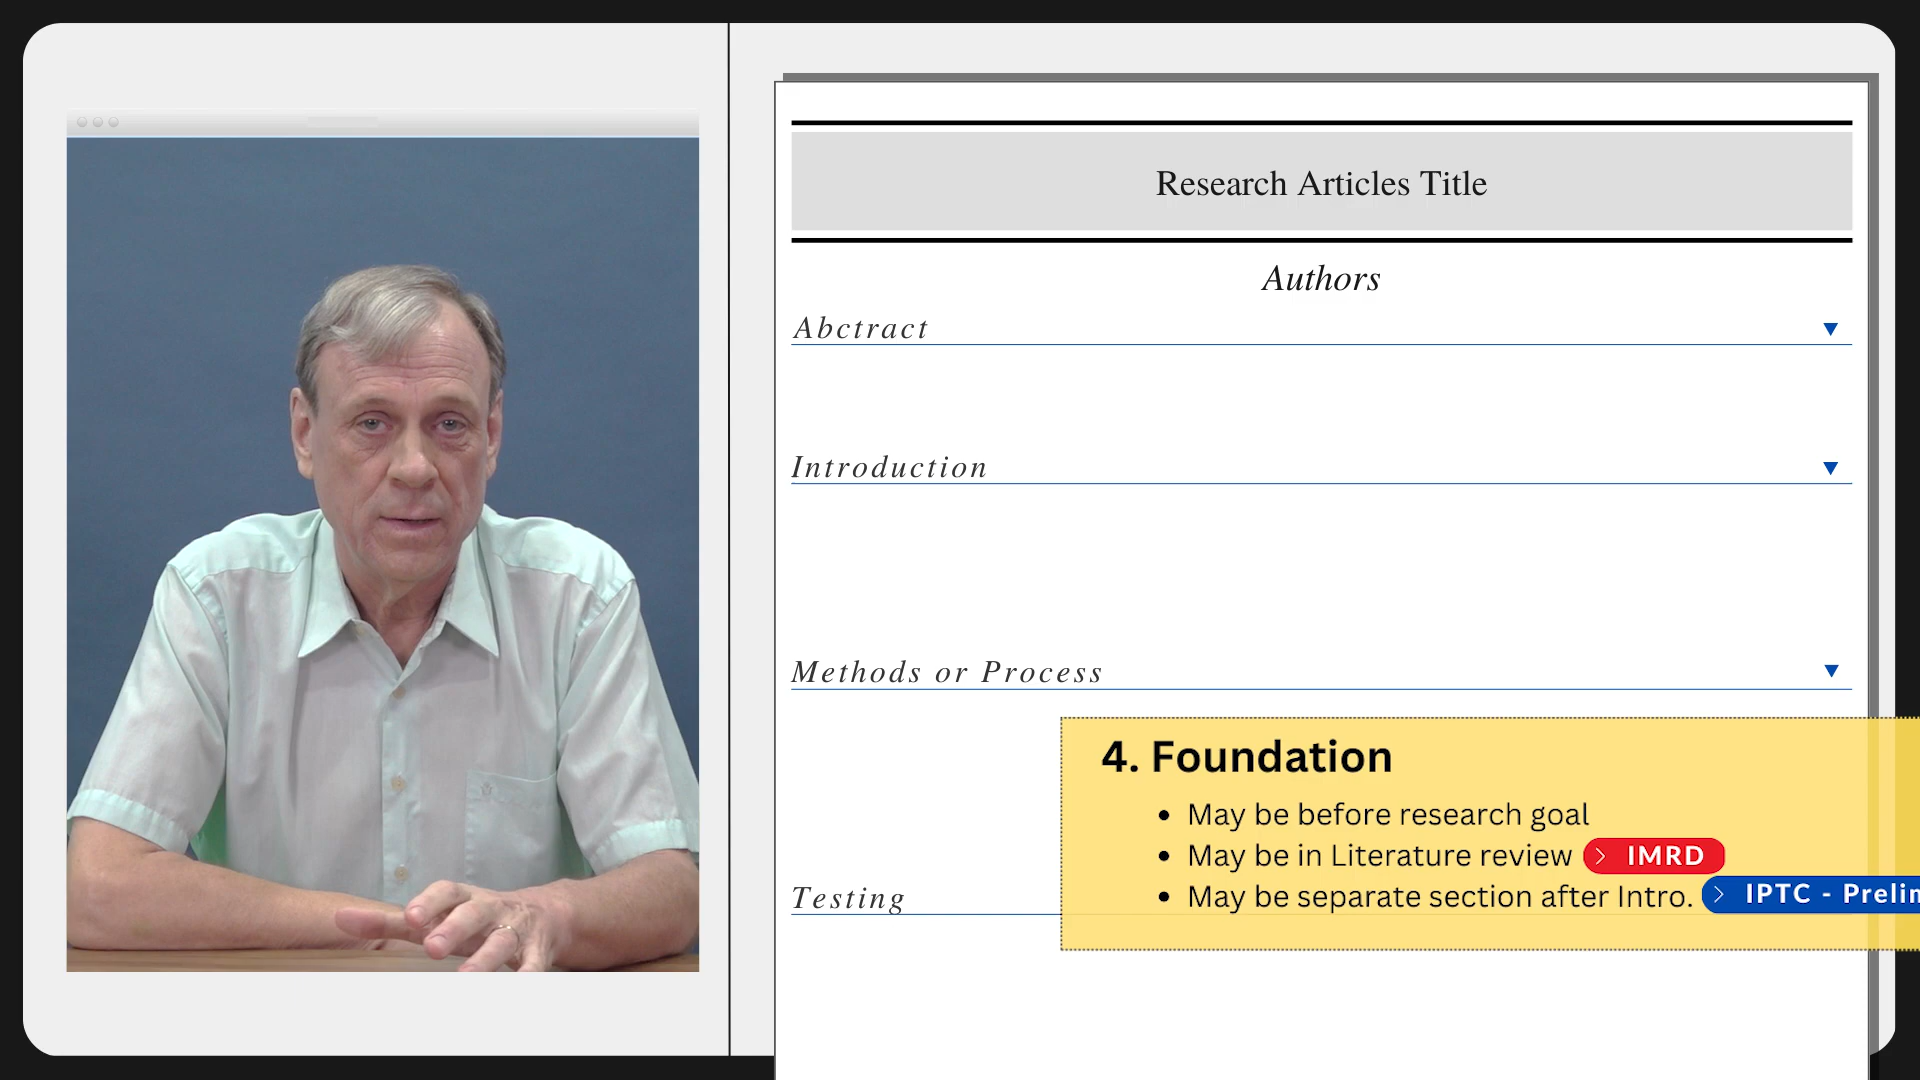 Research Articles Title
Authors
Abctract
Introduction
Methods or Process
4. Foundation
May be before research goal
May be in Literature review > IMRD
May be separate section after Intro. > IPTC -
Testing